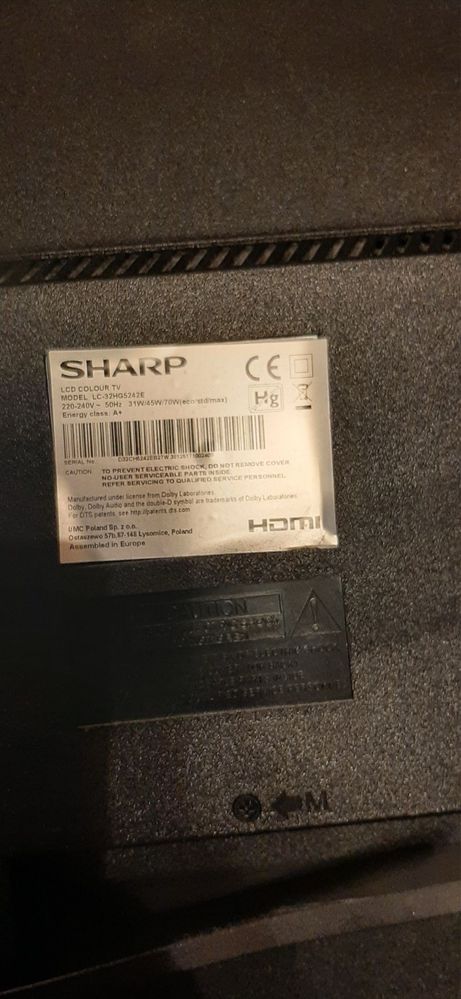 SHARP
LCD COLOUR TV
MODEL LC-32HG5242E
220-240V ~ 50Hz 31W/45W/70W(eco/std/max)
Energy class: A+
CE
Hg
SERIAL No.
CAUTION: TO PREVENT ELECTRIC SHOCK, DO NOT REMOVE COVER
NO-USER SERVICEABLE PARTS INSIDE.
REFER SERVICING TO QUALIFIED SERVICE PERSONNEL.
Manufactured under license from Dolby Laboratories.
Dolby, Dolby Audio and the double-D symbol are trademarks of Dolby Laboratories.
For DTS patents, see http://patents.dts.com
UMC Poland Sp. z o.o.
Ostaszewo 57b,87-148 Lysomice, Poland
Assembled in Europe
HDMI
CAUTION
M